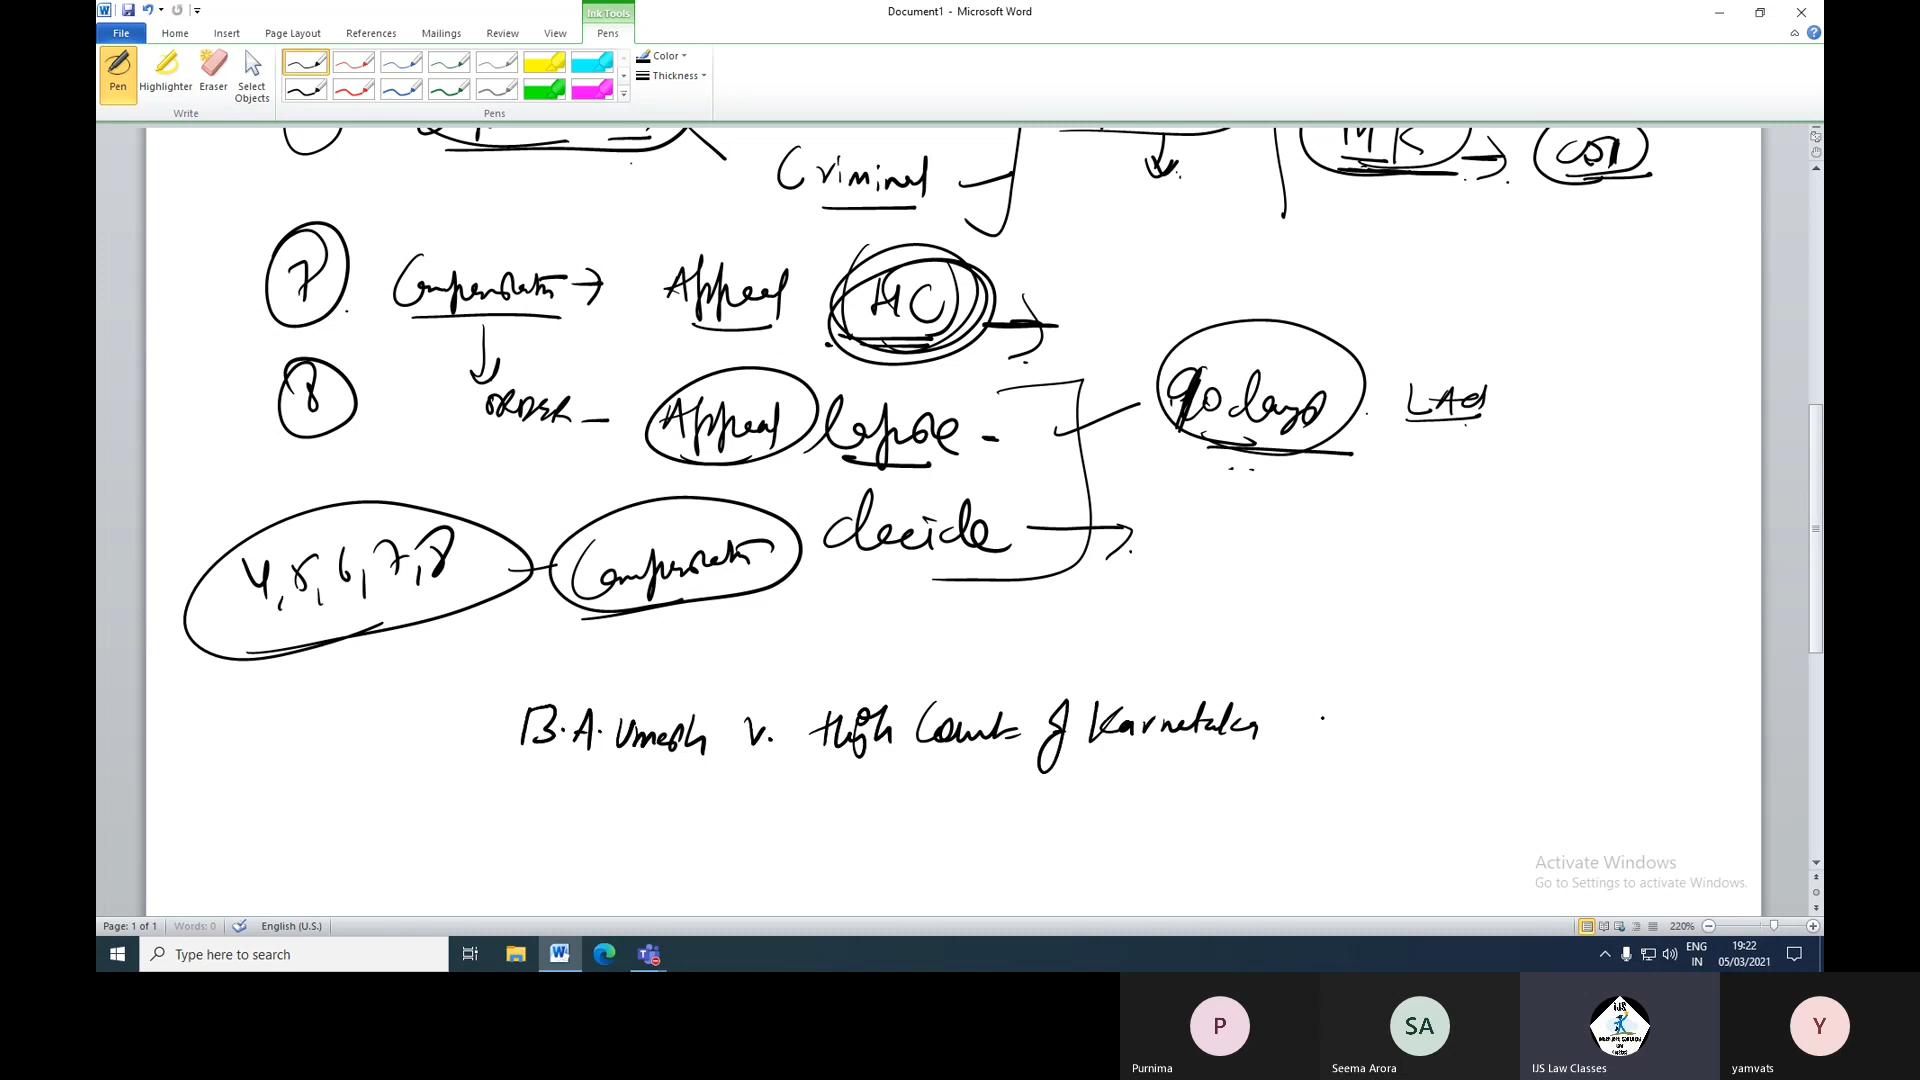 Document1 - Microsoft Word
Ink Tools
File Home Insert Page Layout References Mailings Review View Pens
Pen Highlighter Eraser Select Objects
Color
Thickness
Write
Pens
Criminal
7 Compensation → Appeal HC
8 ORDER - Appeal lapse - 90 days LAd
decide
4, 5, 6, 7, 8 - Compensation
B.A. Umesh v. High Court of Karnataka
Activate Windows
Go to Settings to activate Windows.
Page: 1 of 1 Words: 0 English (U.S.) 220%
Type here to search
ENG
IN
19:22
05/03/2021
P SA Y
Purnima Seema Arora IJS Law Classes yamvats